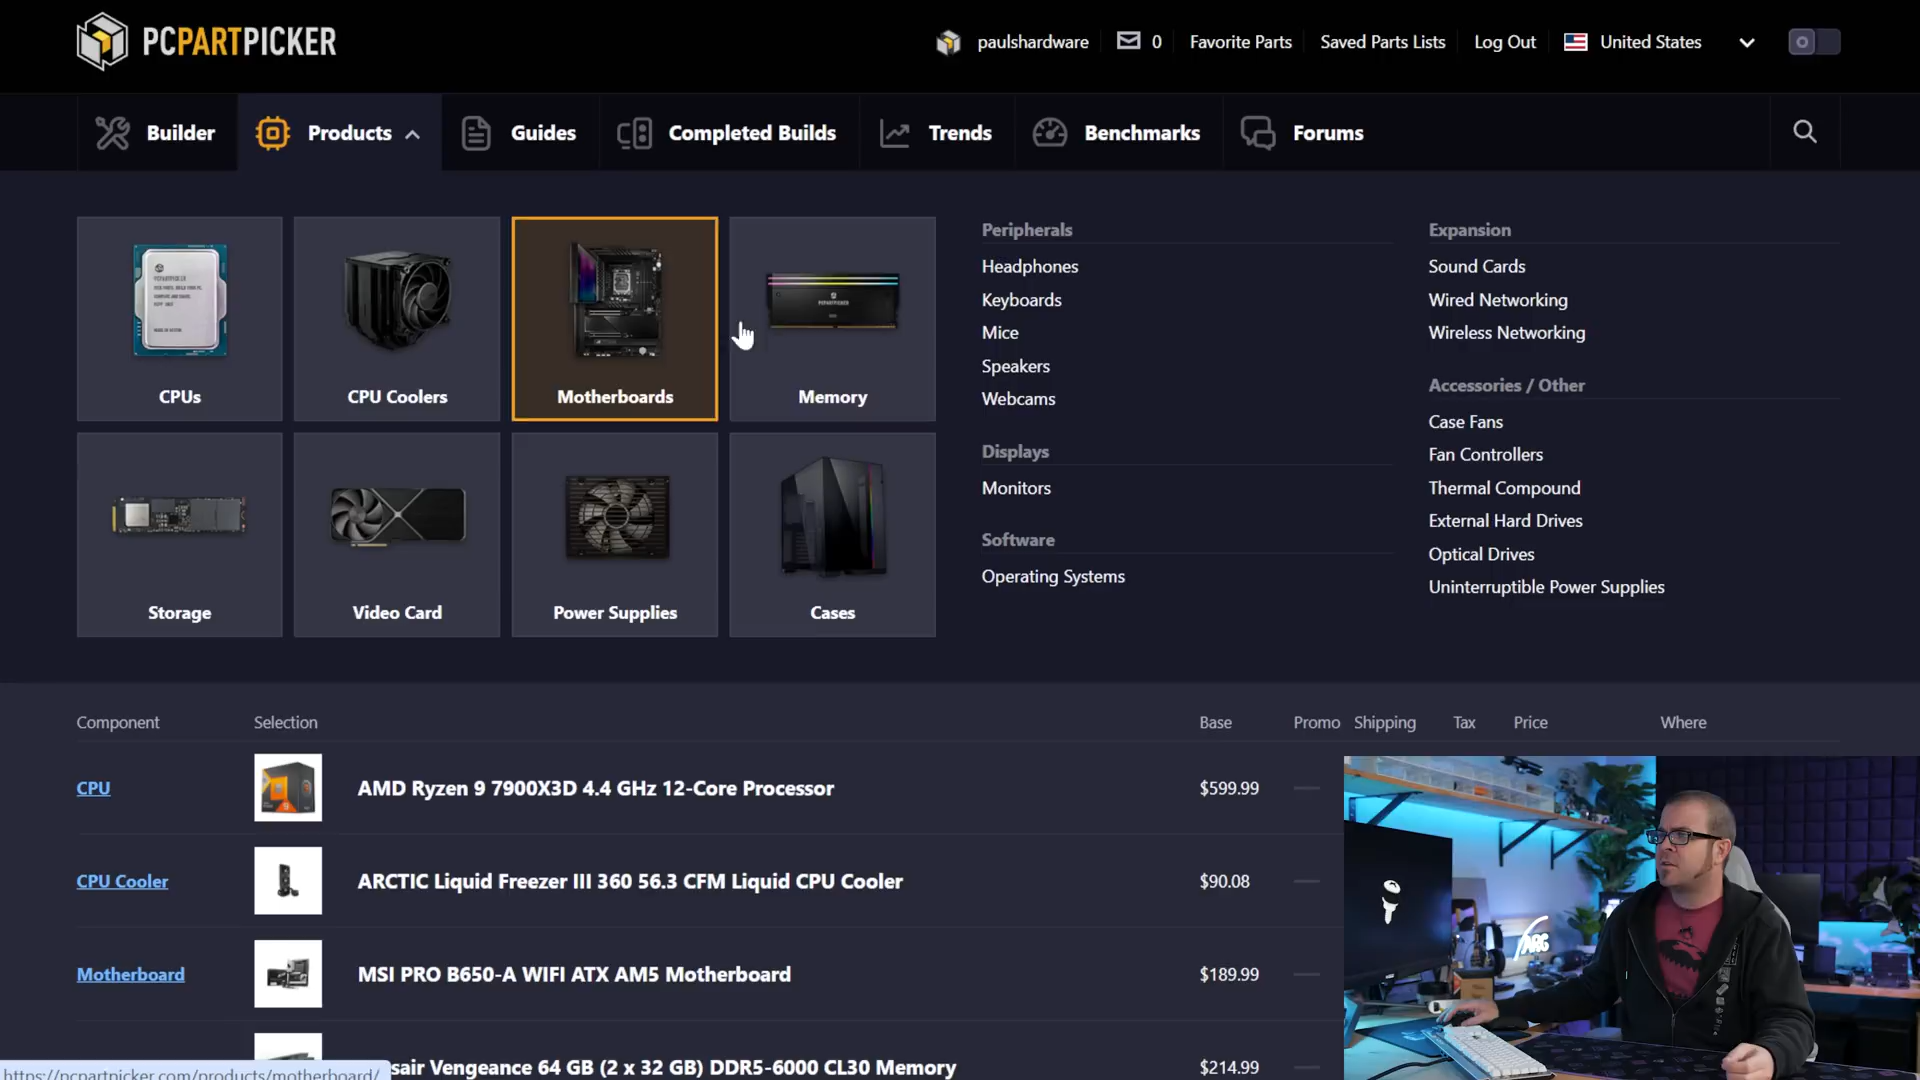 PCPARTPICKER
paulshardware
0
Favorite Parts
Saved Parts Lists
Log Out
United States
Builder
Products
Guides
Completed Builds
Trends
Benchmarks
Forums
CPUs
CPU Coolers
Motherboards
Memory
Storage
Video Card
Power Supplies
Cases
Peripherals
Headphones
Keyboards
Mice
Speakers
Webcams
Displays
Monitors
Software
Operating Systems
Expansion
Sound Cards
Wired Networking
Wireless Networking
Accessories / Other
Case Fans
Fan Controllers
Thermal Compound
External Hard Drives
Optical Drives
Uninterruptible Power Supplies
Component Selection Base Promo Shipping Tax Price Where
CPU AMD Ryzen 9 7900X3D 4.4 GHz 12-Core Processor $599.99
CPU Cooler ARCTIC Liquid Freezer III 360 56.3 CFM Liquid CPU Cooler $90.08
Motherboard MSI PRO B650-A WIFI ATX AM5 Motherboard $189.99
sair Vengeance 64 GB (2 x 32 GB) DDR5-6000 CL30 Memory $214.99
https://pcpartpicker.com/products/motherboard/